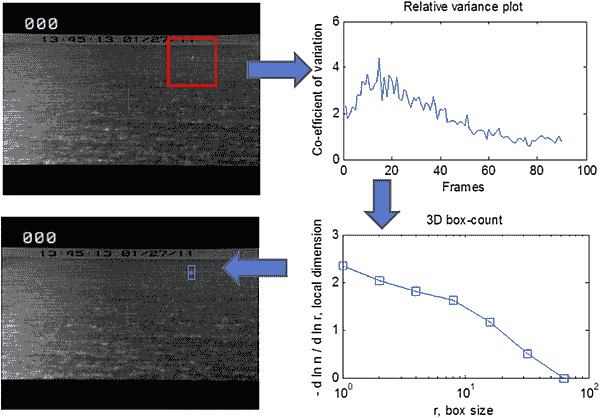 000
13:45:13 01/27/11
Relative variance plot
Co-efficient of variation
6
4
2
0
0 20 40 60 80 100
Frames
000
13 45 13 01/27/11
3D box-count
- d ln n / d ln r, local dimension
3
2
1
0
10^0 10^1 10^2
r, box size